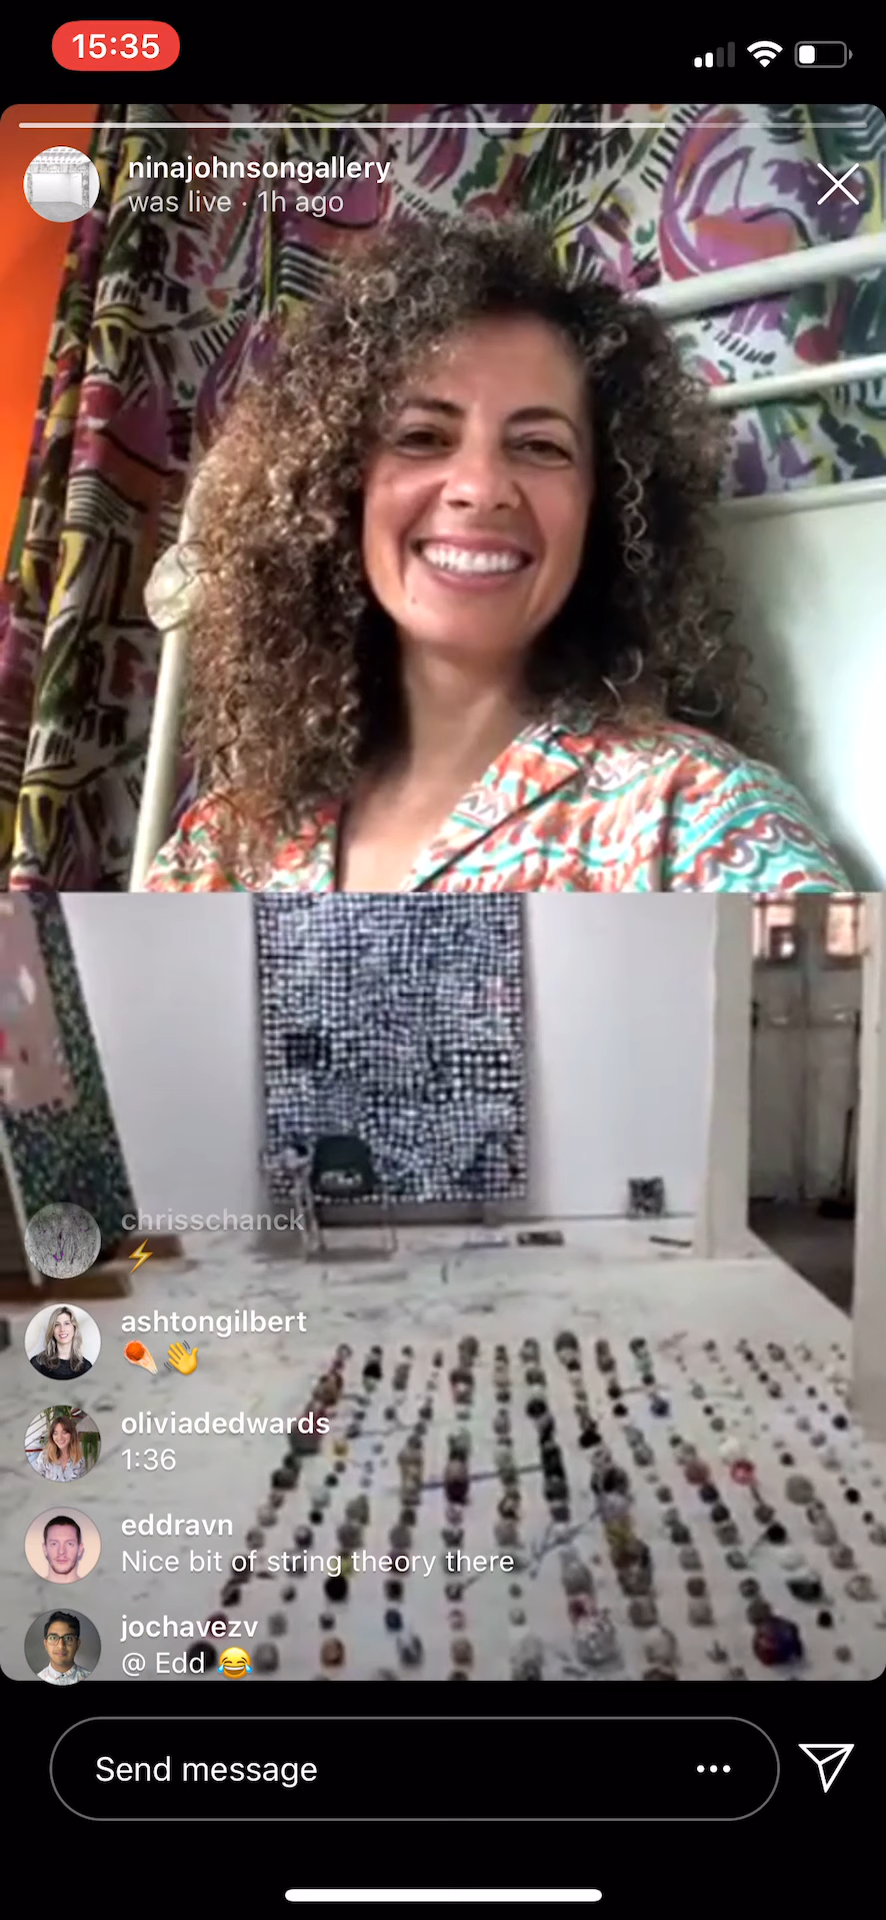 15:35
ninajohnsongallery
was live · 1h ago
chrisschanck
⚡
ashtongilbert
☄️👋
oliviadedwards
1:36
eddravn
Nice bit of string theory there
jochavezv
@ Edd 😂
Send message